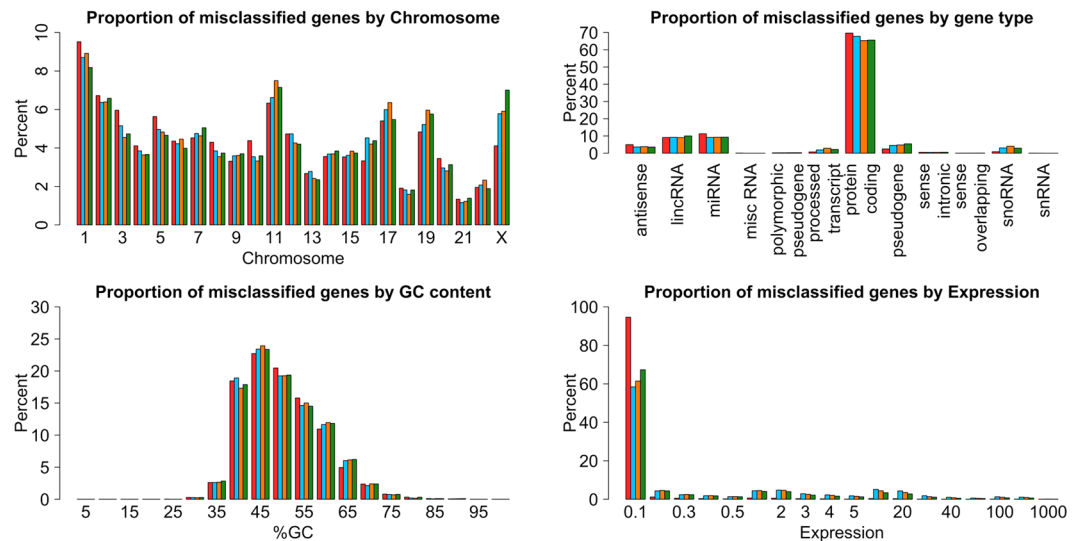 Proportion of misclassified genes by Chromosome
Percent
10
8
6
4
2
0
1 3 5 7 9 11 13 15 17 19 21 X
Chromosome
Proportion of misclassified genes by gene type
Percent
70
60
50
40
30
20
10
0
antisense
lincRNA
miRNA
misc RNA
polymorphic
pseudogene
processed
transcript
protein
coding
pseudogene
sense
intronic
sense
overlapping
snoRNA
snRNA
Proportion of misclassified genes by GC content
Percent
30
25
20
15
10
5
0
5 15 25 35 45 55 65 75 85 95
%GC
Proportion of misclassified genes by Expression
Percent
100
80
60
40
20
0
0.1 0.3 0.5 2 3 4 5 20 40 100 1000
Expression